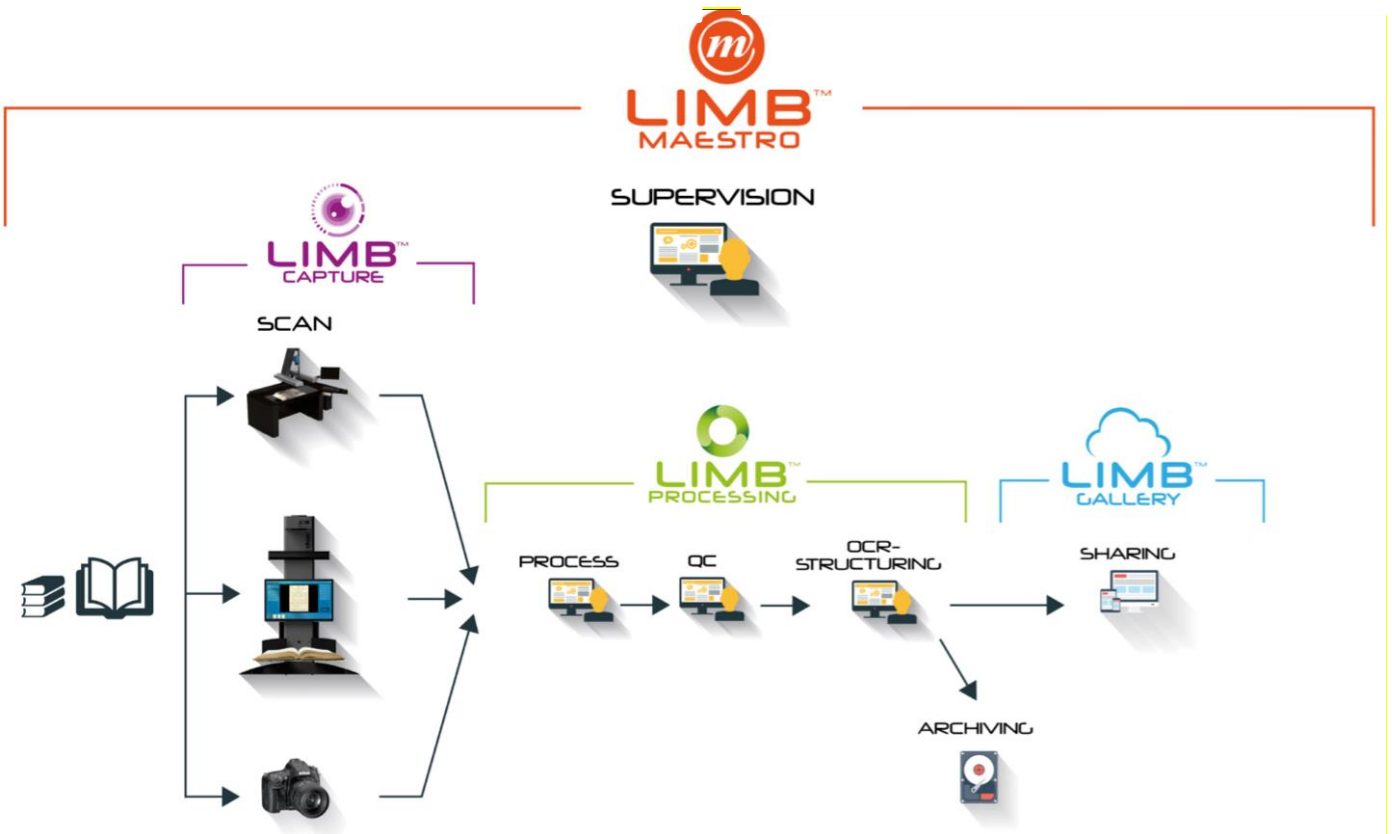 m
LIMB™
MAESTRO
SUPERVISION
LIMB™
CAPTURE
SCAN
LIMB™
PROCESSING
LIMB™
GALLERY
PROCESS
QC
OCR-
STRUCTURING
SHARING
ARCHIVING